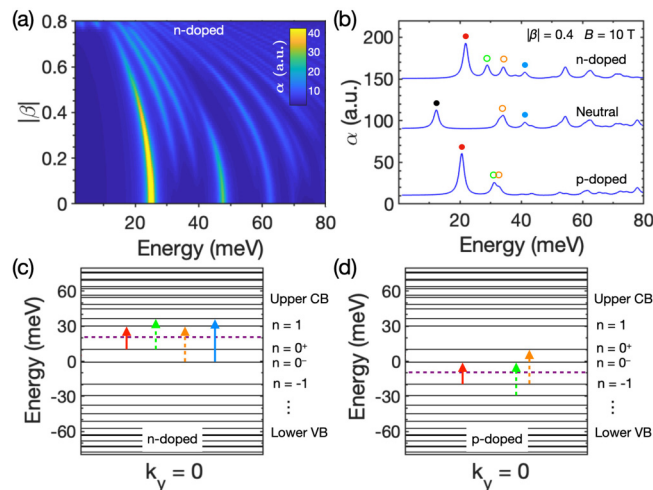 (a)
n-doped
0.8
0.6
0.4
0.2
0
|β|
α (a.u.)
40
30
20
10
20 40 60 80
Energy (meV)
(b)
|β| = 0.4 B = 10 T
200
150
100
50
0
α (a.u.)
n-doped
Neutral
p-doped
0 20 40 60 80
Energy (meV)
(c)
60
30
0
-30
-60
Energy (meV)
Upper CB
n = 1
n = 0⁺
n = 0⁻
n = -1
⋮
Lower VB
n-doped
k_y = 0
(d)
60
30
0
-30
-60
Energy (meV)
Upper CB
n = 1
n = 0⁺
n = 0⁻
n = -1
⋮
Lower VB
p-doped
k_y = 0